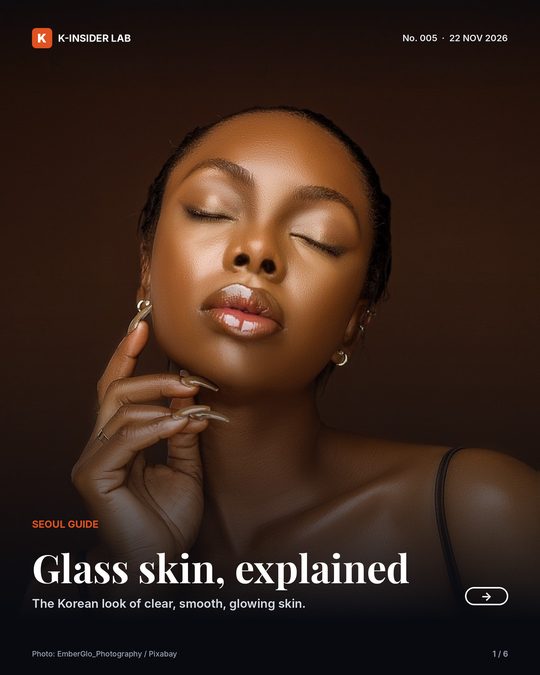 K K-INSIDER LAB
No. 005 · 22 NOV 2026
SEOUL GUIDE
Glass skin, explained
The Korean look of clear, smooth, glowing skin.
Photo: EmberGlo_Photography / Pixabay
1 / 6